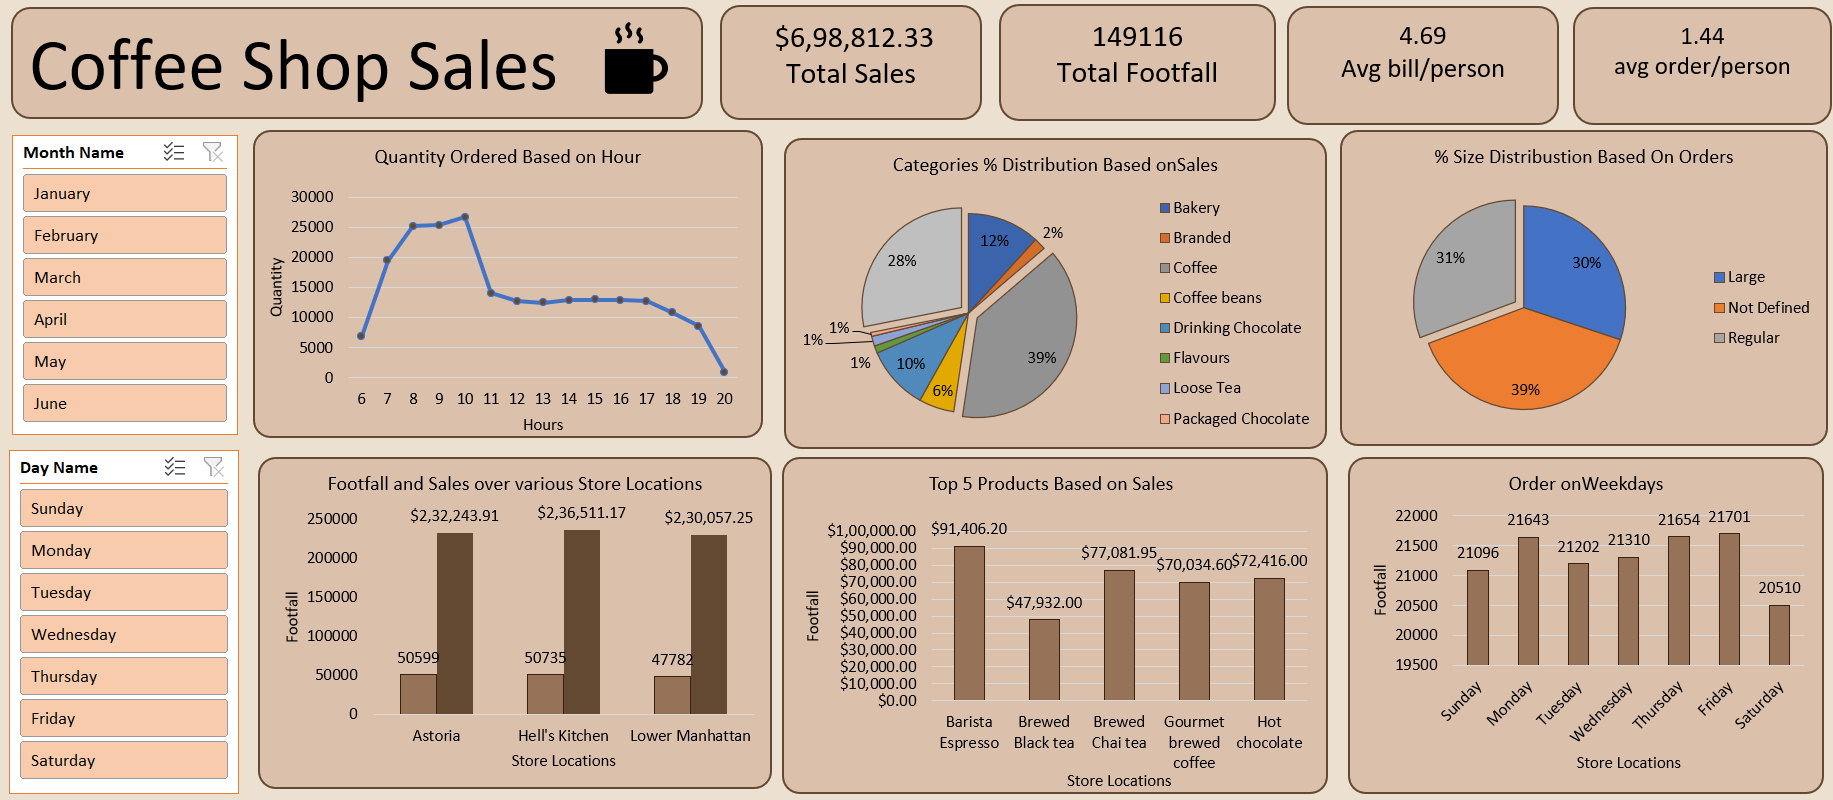 Coffee Shop Sales
$6,98,812.33
Total Sales
149116
Total Footfall
4.69
Avg bill/person
1.44
avg order/person
Month Name
January
February
March
April
May
June
Day Name
Sunday
Monday
Tuesday
Wednesday
Thursday
Friday
Saturday
Quantity Ordered Based on Hour
Quantity
30000
25000
20000
15000
10000
5000
0
6 7 8 9 10 11 12 13 14 15 16 17 18 19 20
Hours
Categories % Distribution Based onSales
12%
2%
39%
6%
10%
1%
1%
1%
28%
Bakery
Branded
Coffee
Coffee beans
Drinking Chocolate
Flavours
Loose Tea
Packaged Chocolate
% Size Distribustion Based On Orders
30%
39%
31%
Large
Not Defined
Regular
Footfall and Sales over various Store Locations
Footfall
250000
200000
150000
100000
50000
0
$2,32,243.91
$2,36,511.17
$2,30,057.25
50599
50735
47782
Astoria
Hell's Kitchen
Lower Manhattan
Store Locations
Top 5 Products Based on Sales
Footfall
$1,00,000.00
$90,000.00
$80,000.00
$70,000.00
$60,000.00
$50,000.00
$40,000.00
$30,000.00
$20,000.00
$10,000.00
$0.00
$91,406.20
$47,932.00
$77,081.95
$70,034.60
$72,416.00
Barista
Espresso
Brewed
Black tea
Brewed
Chai tea
Gourmet
brewed
coffee
Hot
chocolate
Store Locations
Order onWeekdays
Footfall
22000
21500
21000
20500
20000
19500
21096
21643
21202
21310
21654
21701
20510
Sunday
Monday
Tuesday
Wednesday
Thursday
Friday
Saturday
Store Locations